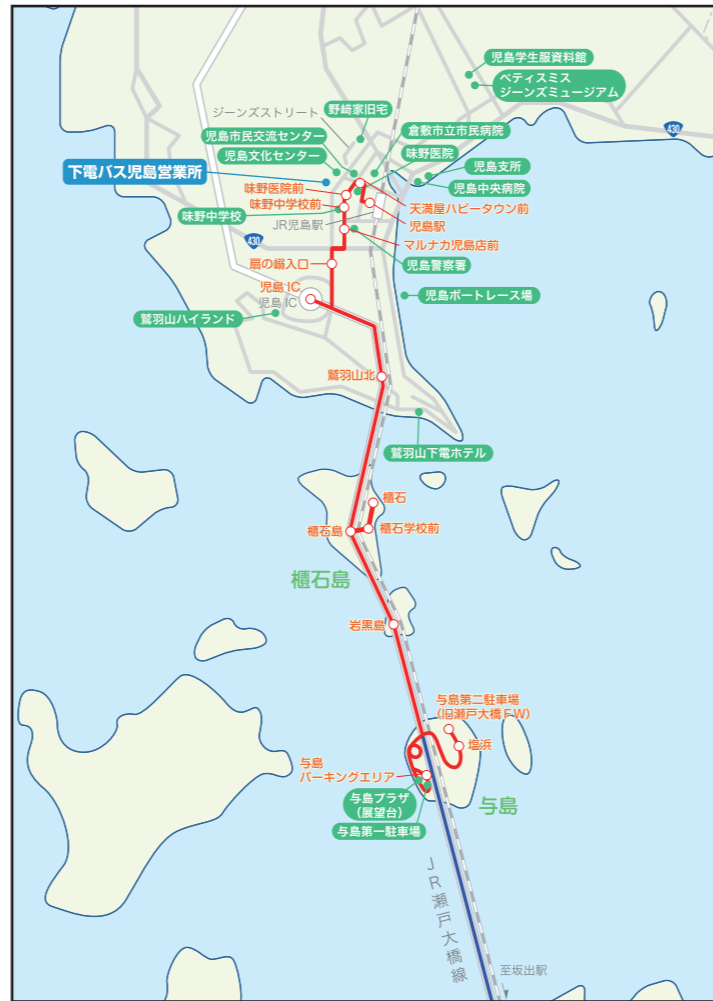 児島学生服資料館
ベティスミス
ジーンズミュージアム
野﨑家旧宅
ジーンズストリート
児島市民交流センター
倉敷市立市民病院
430
児島文化センター
味野医院
下電バス児島営業所
児島支所
味野医院前
児島中央病院
味野中学校前
天満屋ハピータウン前
味野中学校
JR児島駅
児島駅
430
マルナカ児島店前
扇の嶝入口
児島警察署
児島 IC
児島 IC
児島ボートレース場
鷲羽山ハイランド
鷲羽山北
鷲羽山下電ホテル
櫃石
櫃石島
櫃石学校前
櫃石島
岩黒島
与島第二駐車場
(旧瀬戸大橋FW)
塩浜
与島
パーキングエリア
与島プラザ
(展望台)
与島
与島第一駐車場
JR瀬戸大橋線
至坂出駅